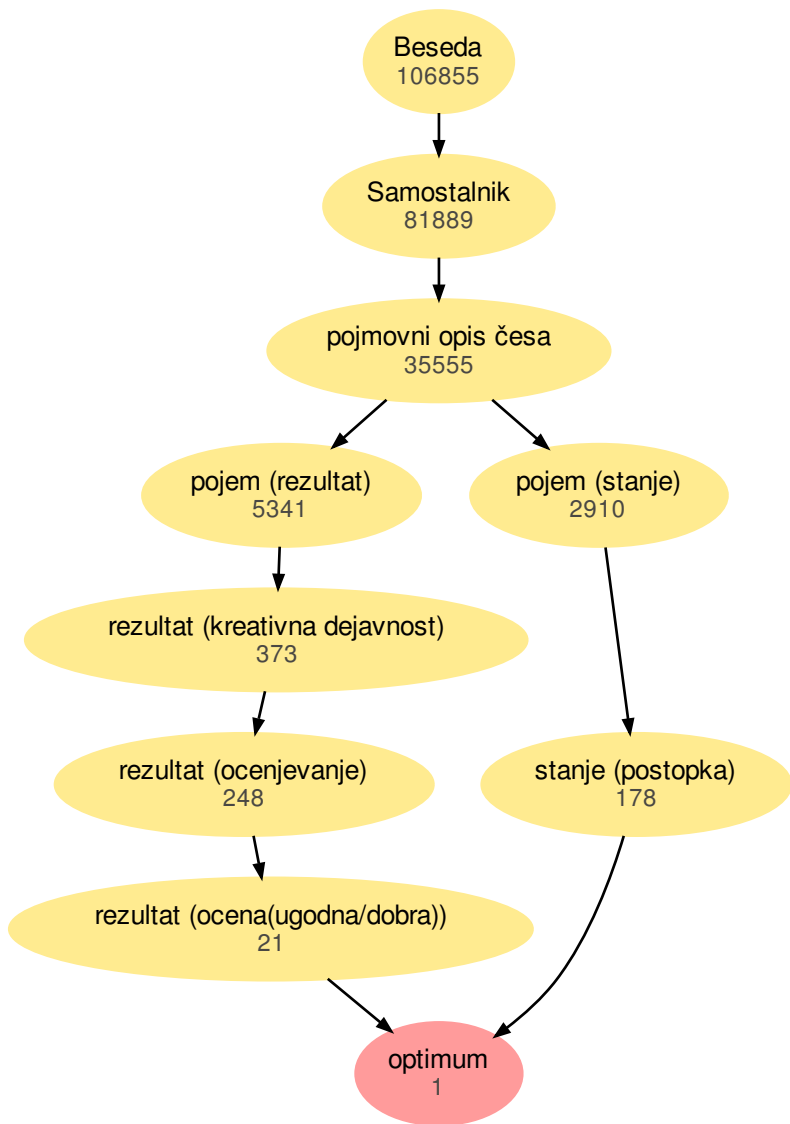 Beseda
106855
Samostalnik
81889
pojmovni opis česa
35555
pojem (rezultat)
5341
pojem (stanje)
2910
rezultat (kreativna dejavnost)
373
rezultat (ocenjevanje)
248
stanje (postopka)
178
rezultat (ocena(ugodna/dobra))
21
optimum
1